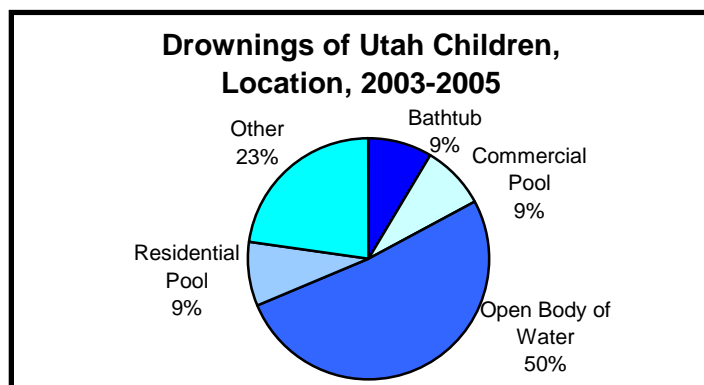 Drownings of Utah Children,
Location, 2003-2005
Bathtub
9%
Commercial
Pool
9%
Open Body of
Water
50%
Residential
Pool
9%
Other
23%